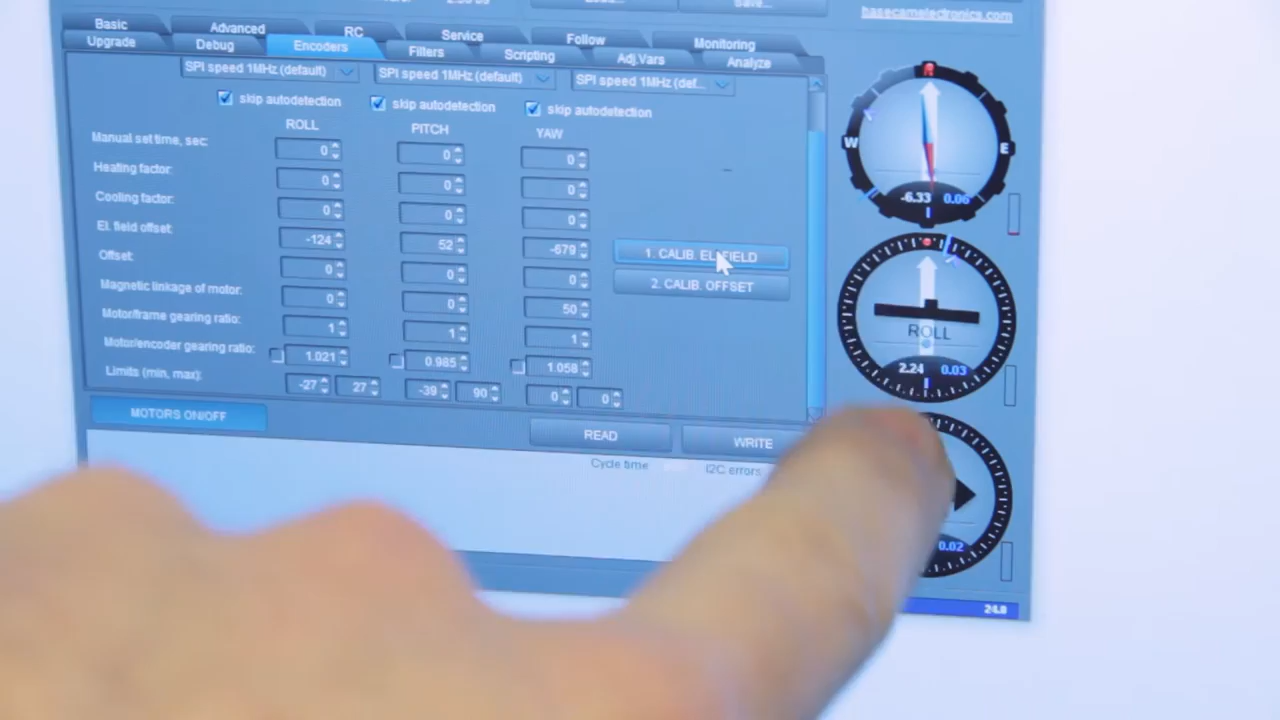 basecamelectronics.com
Basic Advanced RC Service Follow Monitoring
Upgrade Debug Encoders Filters Scripting Adj.Vars Analyze
SPI speed 1MHz (default) SPI speed 1MHz (default) SPI speed 1MHz (def...
skip autodetection skip autodetection skip autodetection
ROLL PITCH YAW
Manual set time, sec: 0 0 0
Heating factor: 0 0 0
Cooling factor: 0 0 0
El. field offset: -124 52 -679
1. CALIB. EL.FIELD
Offset: 0 0 0
2. CALIB. OFFSET
Magnetic linkage of motor: 0 0 50
Motor/frame gearing ratio: 1 1 1
Motor/encoder gearing ratio: 1.021 0.985 1.058
Limits (min, max): -27 27 -39 90 0 0
MOTORS ON/OFF
READ WRITE
Cycle time I2C errors
W E
-6.33 0.06
ROLL
2.24 0.03
0.02
24.8